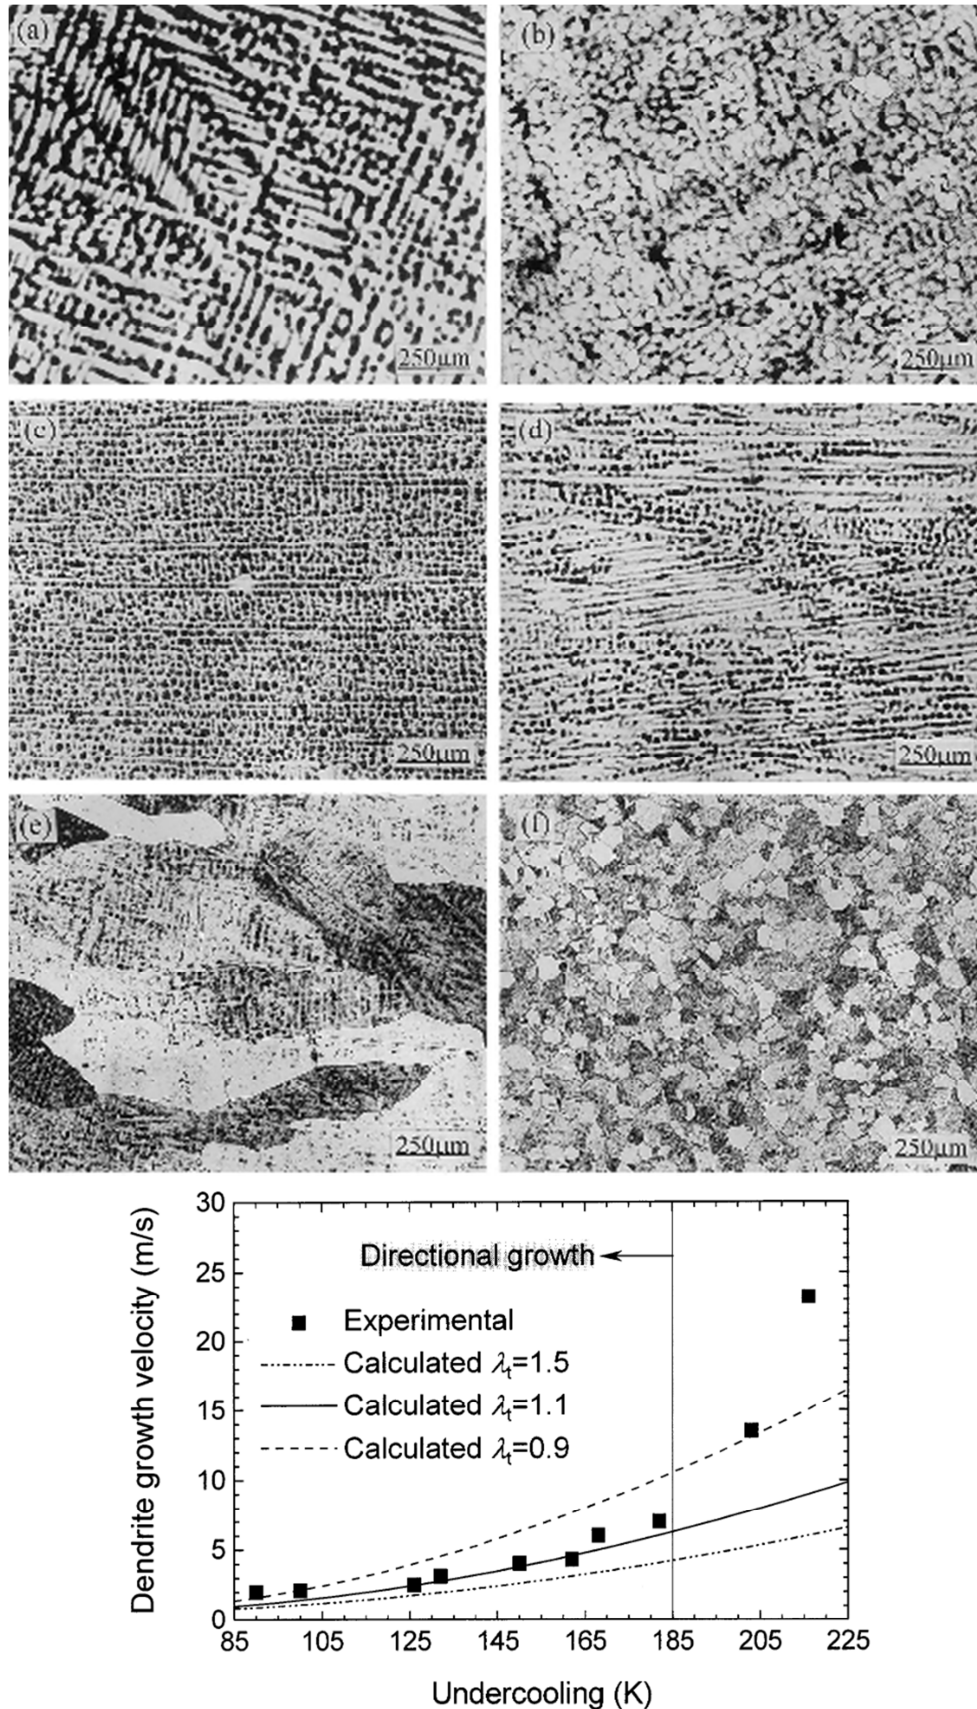 (a)
(b)
250μm
250μm
(c)
(d)
250μm
250μm
(e)
(f)
250μm
250μm
30
25
20
15
10
5
0
Dendrite growth velocity (m/s)
Directional growth
Experimental
Calculated λt=1.5
Calculated λt=1.1
Calculated λt=0.9
85 105 125 145 165 185 205 225
Undercooling (K)